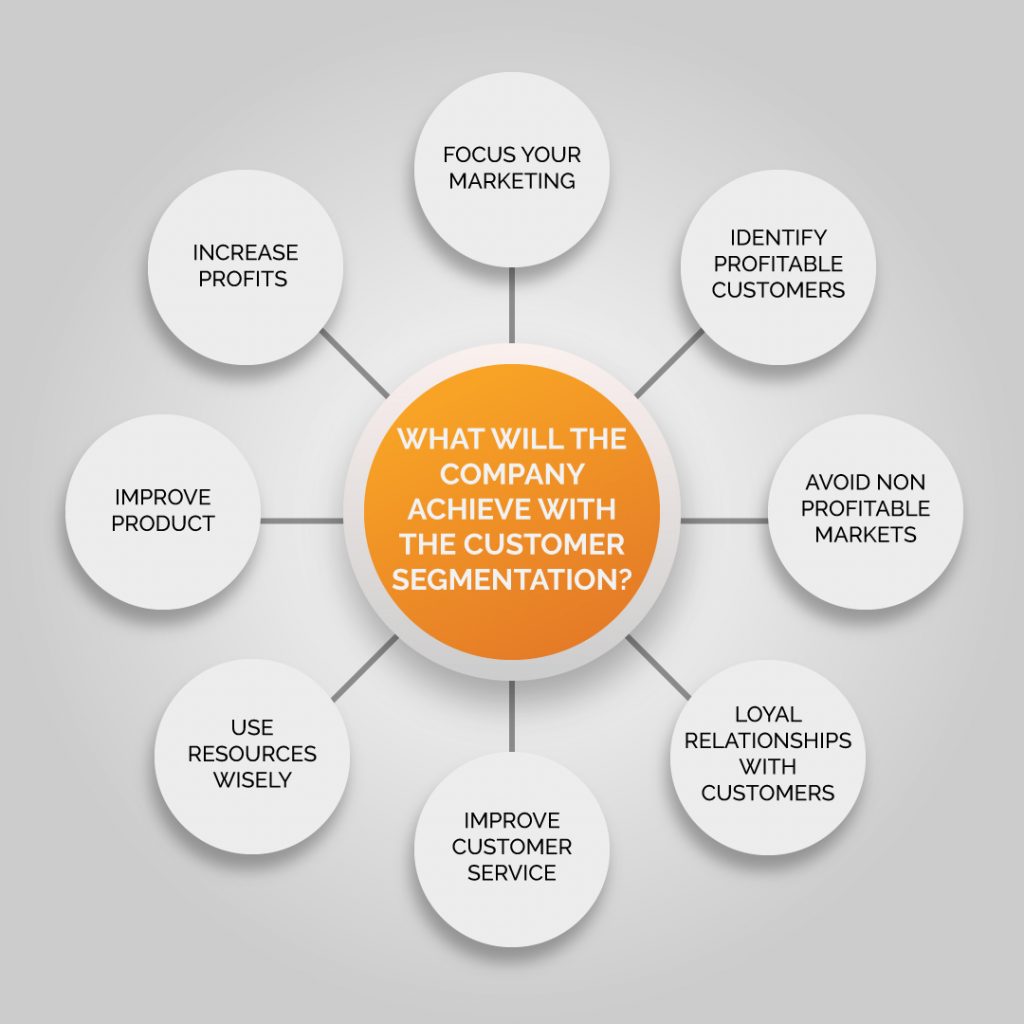 FOCUS YOUR
MARKETING
IDENTIFY
PROFITABLE
CUSTOMERS
AVOID NON
PROFITABLE
MARKETS
LOYAL
RELATIONSHIPS
WITH
CUSTOMERS
IMPROVE
CUSTOMER
SERVICE
USE
RESOURCES
WISELY
IMPROVE
PRODUCT
INCREASE
PROFITS
WHAT WILL THE
COMPANY
ACHIEVE WITH
THE CUSTOMER
SEGMENTATION?